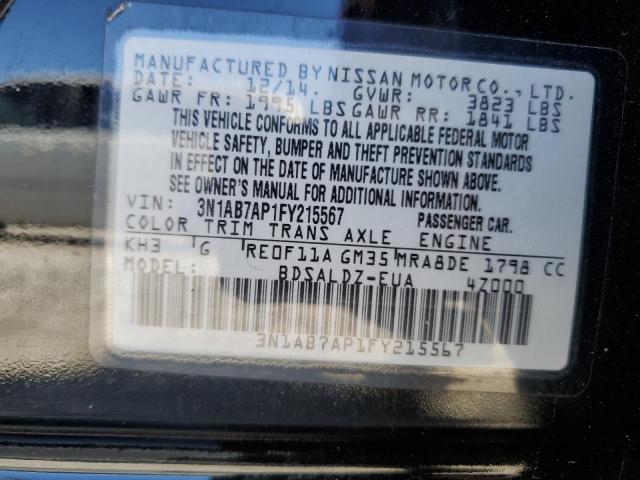 MANUFACTURED BY NISSAN MOTOR CO., LTD.
DATE: 12/14. GVWR: 3823 LBS
GAWR FR: 1995 LBS GAWR RR: 1841 LBS
THIS VEHICLE CONFORMS TO ALL APPLICABLE FEDERAL MOTOR
VEHICLE SAFETY, BUMPER AND THEFT PREVENTION STANDARDS
IN EFFECT ON THE DATE OF MANUFACTURE SHOWN ABOVE.
SEE OWNER'S MANUAL FOR ADDITIONAL INFORMATION.
VIN: 3N1AB7AP1FY215567 PASSENGER CAR.
COLOR TRIM TRANS AXLE ENGINE
KH3 G RE0F11A GM35 MRA8DE 1798 CC
MODEL: BDSALDZ-EUA 4Z000
3N1AB7AP1FY215567